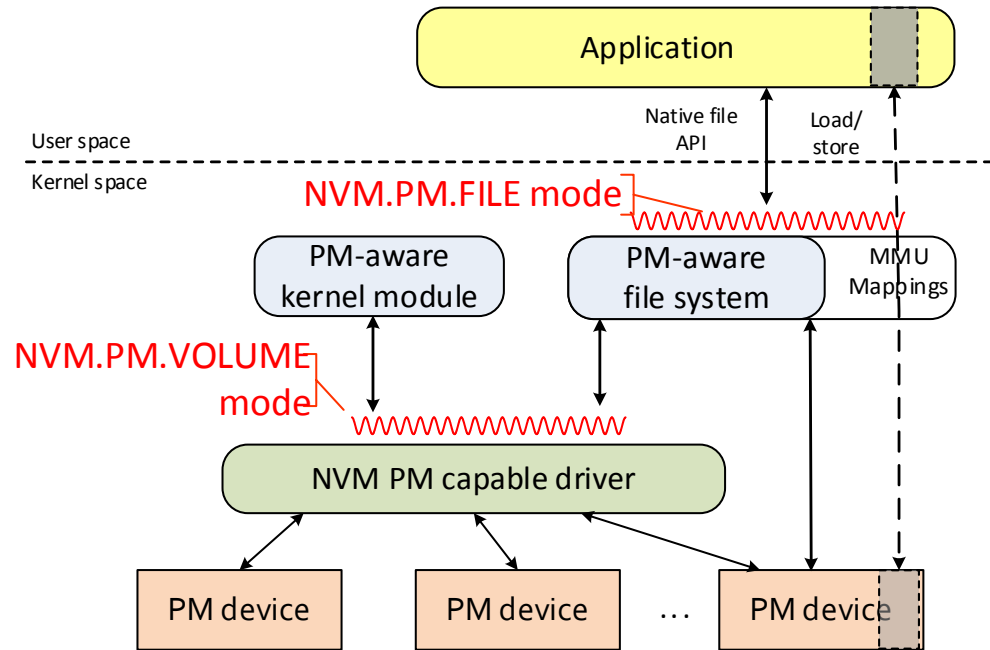 Application
Native file
API
Load/
store
User space
Kernel space
NVM.PM.FILE mode
PM-aware
kernel module
PM-aware
file system
MMU
Mappings
NVM.PM.VOLUME
mode
NVM PM capable driver
PM device
PM device
...
PM device